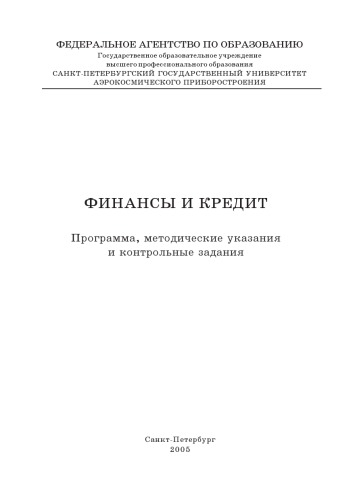 ФЕДЕРАЛЬНОЕ АГЕНТСТВО ПО ОБРАЗОВАНИЮ
Государственное образовательное учреждение
высшего профессионального образования
САНКТ-ПЕТЕРБУРГСКИЙ ГОСУДАРСТВЕННЫЙ УНИВЕРСИТЕТ
АЭРОКОСМИЧЕСКОГО ПРИБОРОСТРОЕНИЯ
ФИНАНСЫ И КРЕДИТ
Программа, методические указания
и контрольные задания
Санкт-Петербург
2005